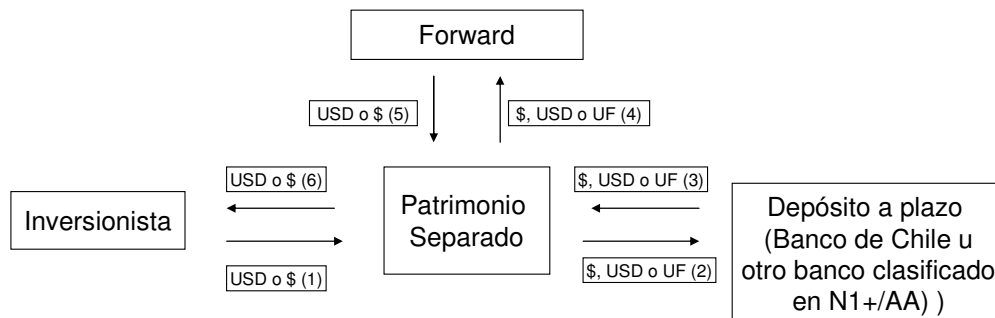 Forward
USD o $ (5)
$, USD o UF (4)
USD o $ (6)
$, USD o UF (3)
Inversionista
Patrimonio
Separado
Depósito a plazo
(Banco de Chile u
otro banco clasificado
en N1+/AA) )
USD o $ (1)
$, USD o UF (2)